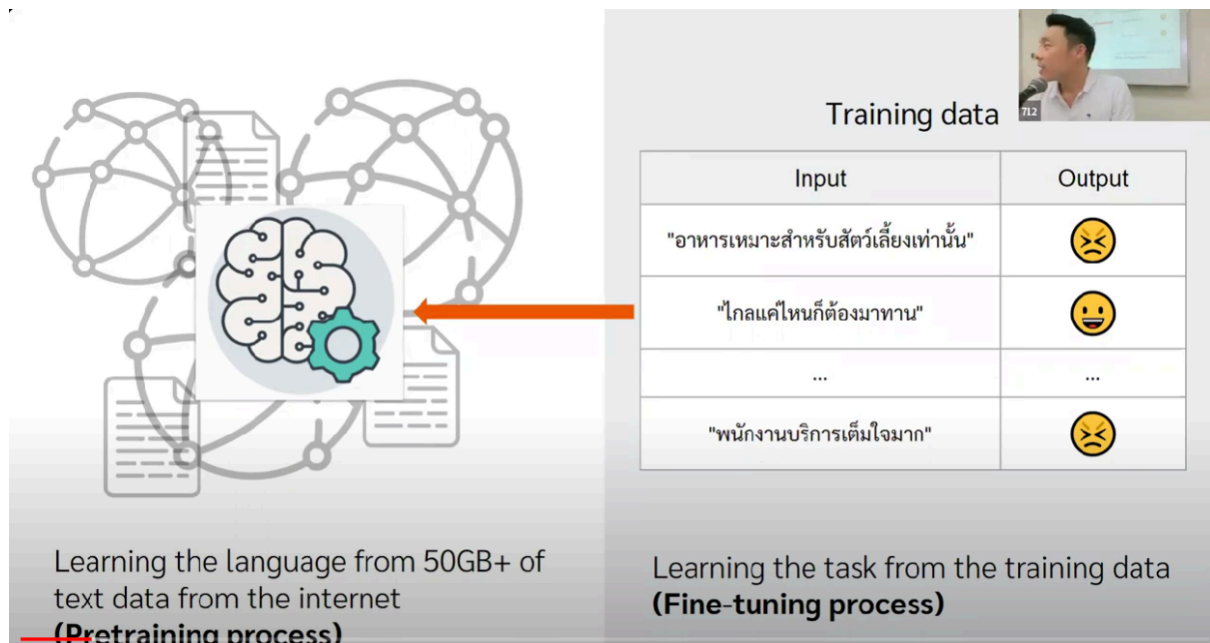 712
Training data
Input Output
"อาหารเหมาะสำหรับสัตว์เลี้ยงเท่านั้น"
"ไกลแค่ไหนก็ต้องมาทาน"
... ...
"พนักงานบริการเต็มใจมาก"
Learning the language from 50GB+ of
text data from the internet
(Pretraining process)
Learning the task from the training data
(Fine-tuning process)